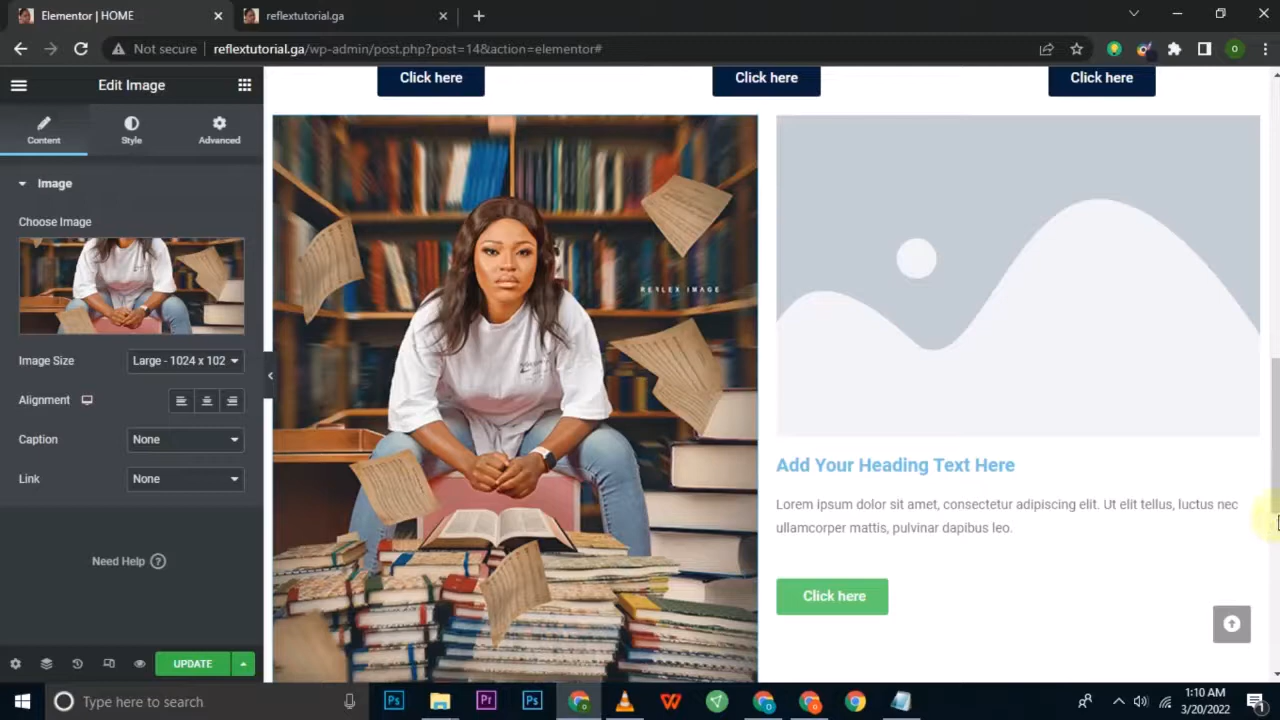 Elementor | HOME
reflextutorial.ga
Not secure
reflextutorial.ga/wp-admin/post.php?post=14&action=elementor#
Edit Image
Content
Style
Advanced
Image
Choose Image
Image Size
Large - 1024 x 102
Alignment
Caption
None
Link
None
Need Help
UPDATE
Click here
Click here
Click here
REFLEX IMAGE
Add Your Heading Text Here
Lorem ipsum dolor sit amet, consectetur adipiscing elit. Ut elit tellus, luctus nec
ullamcorper mattis, pulvinar dapibus leo.
Click here
Type here to search
1:10 AM
3/20/2022